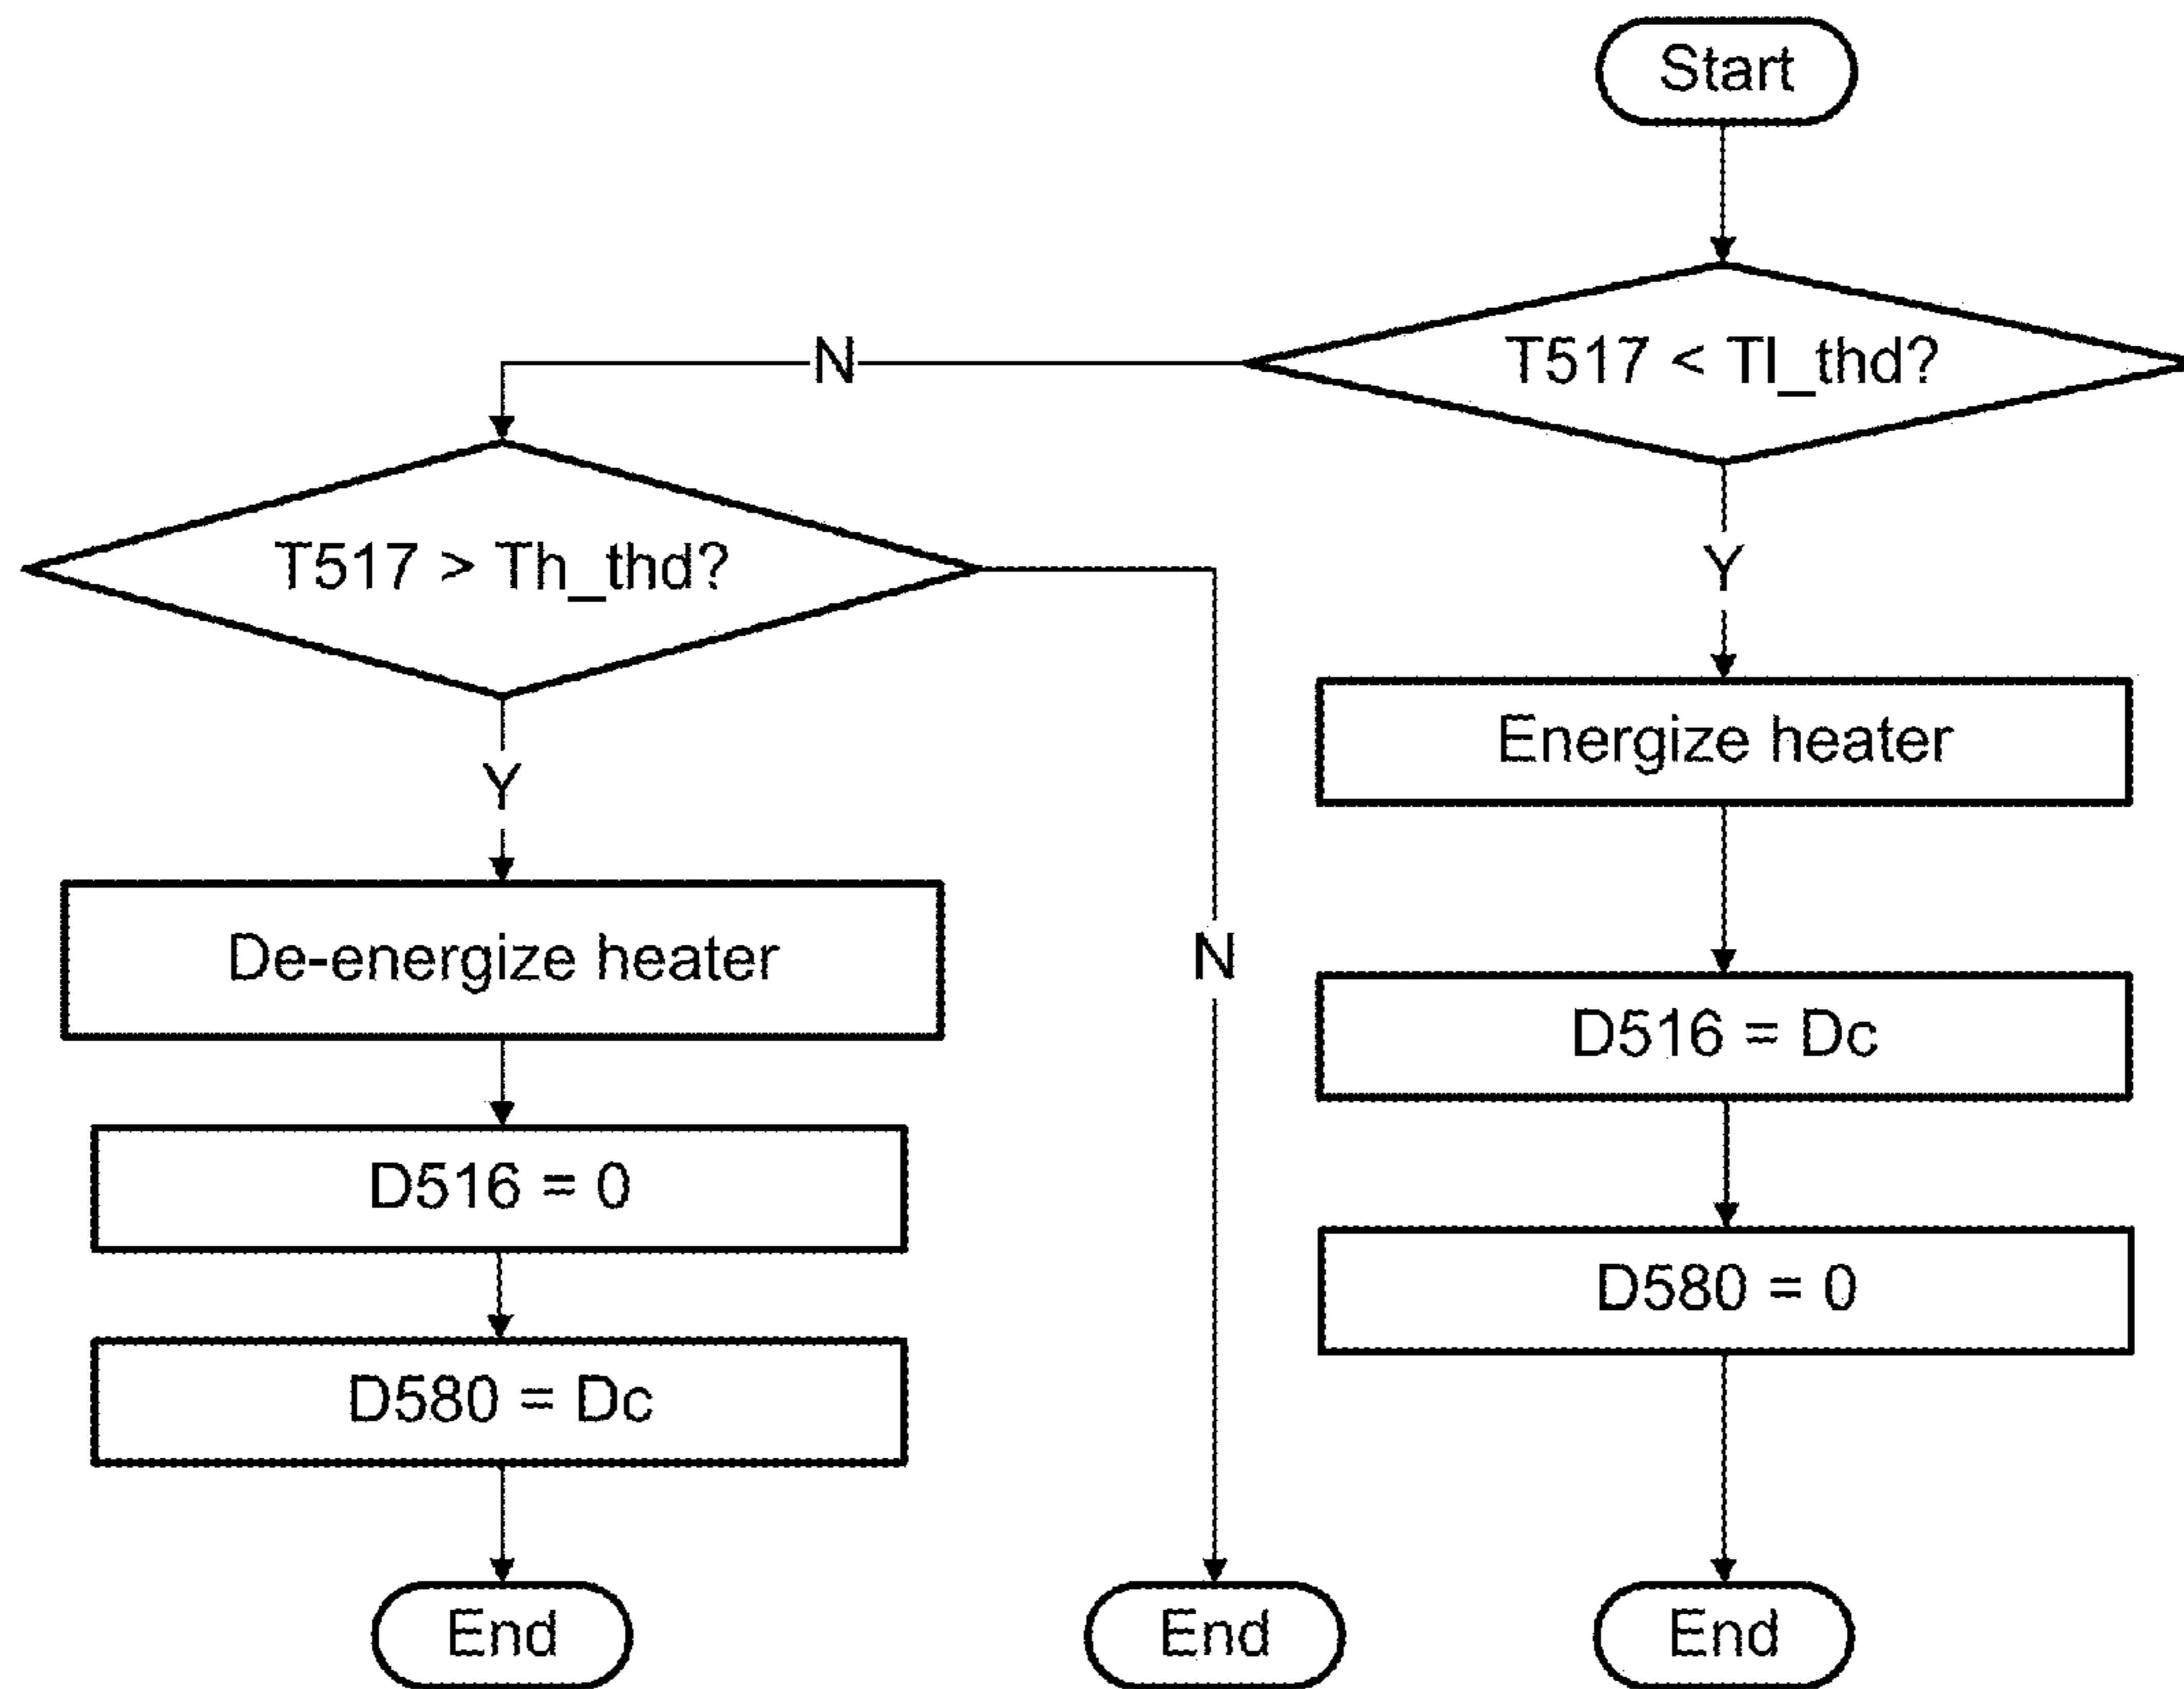 Start
T517 < Tl_thd?
N
T517 > Th_thd?
Y
Y
Energize heater
De-energize heater
N
D516 = Dc
D516 = 0
D580 = 0
D580 = Dc
End
End
End